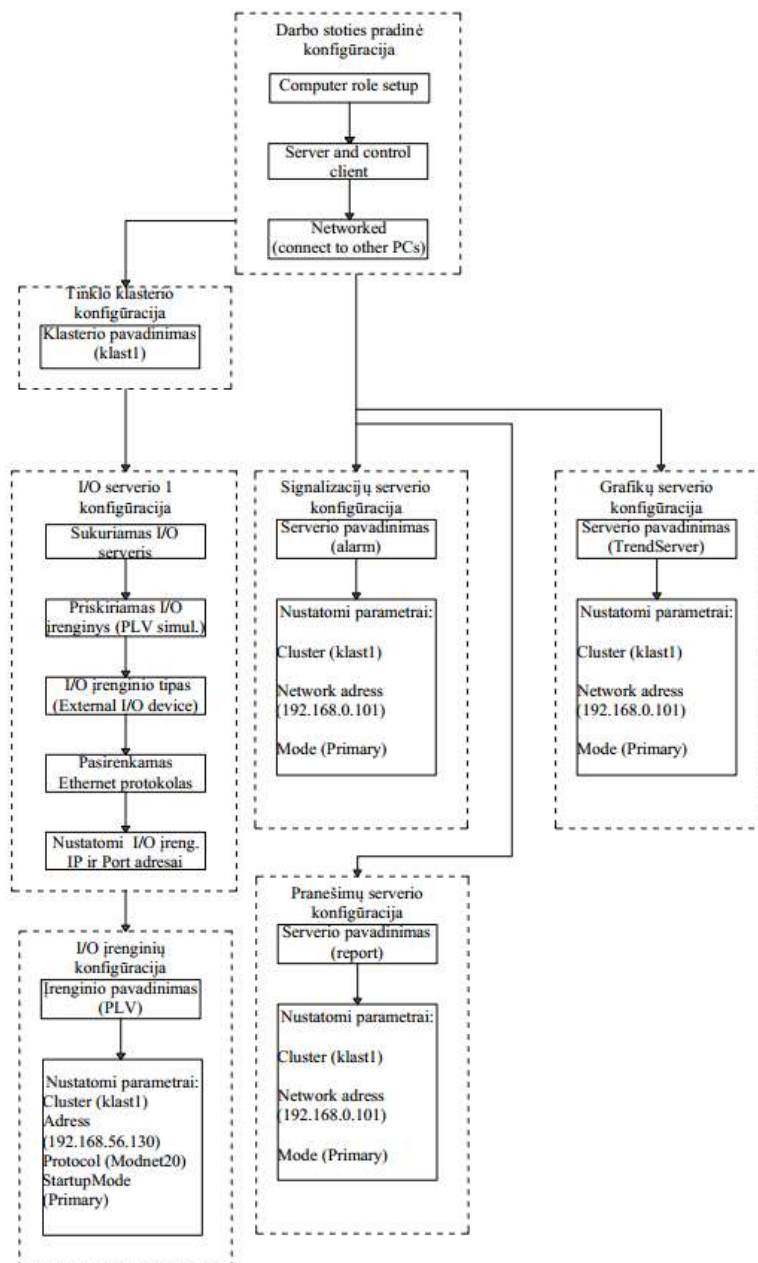 Darbo stoties pradinė
konfigūracija
Computer role setup
Server and control
client
Networked
(connect to other PCs)
Tinklo klasterio
konfigūracija
Klasterio pavadinimas
(klast1)
I/O serverio 1
konfigūracija
Sukuriamas I/O
serveris
Priskiriamas I/O
įrenginys (PLV simul.)
I/O įrenginio tipas
(External I/O device)
Pasirenkamas
Ethernet protokolas
Nustatomi I/O įreng.
IP ir Port adresai
I/O įrenginių
konfigūracija
Įrenginio pavadinimas
(PLV)
Nustatomi parametrai:
Cluster (klast1)
Adress
(192.168.56.130)
Protocol (Modnet20)
StartupMode
(Primary)
Signalizacijų serverio
konfigūracija
Serverio pavadinimas
(alarm)
Nustatomi parametrai:
Cluster (klast1)
Network adress
(192.168.0.101)
Mode (Primary)
Pranešimų serverio
konfigūracija
Serverio pavadinimas
(report)
Nustatomi parametrai:
Cluster (klast1)
Network adress
(192.168.0.101)
Mode (Primary)
Grafikų serverio
konfigūracija
Serverio pavadinimas
(TrendServer)
Nustatomi parametrai:
Cluster (klast1)
Network adress
(192.168.0.101)
Mode (Primary)